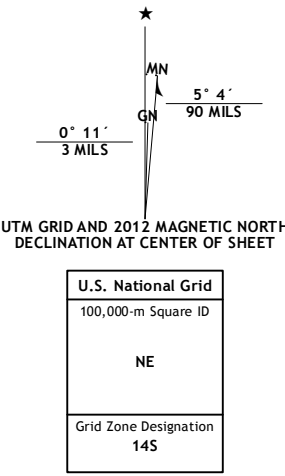 MN
5° 4´
90 MILS
GN
0° 11´
3 MILS
UTM GRID AND 2012 MAGNETIC NORTH
DECLINATION AT CENTER OF SHEET
U.S. National Grid
100,000-m Square ID
NE
Grid Zone Designation
14S